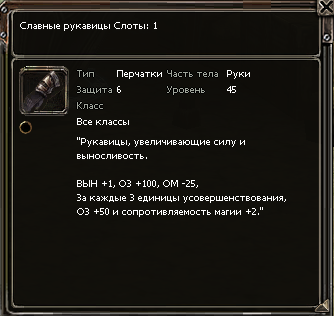 Славные рукавицы Слоты: 1
Тип Перчатки Часть тела Руки
Защита 6 Уровень 45
Класс
Все классы
"Рукавицы, увеличивающие силу и
выносливость.
ВЫН +1, ОЗ +100, ОМ -25,
За каждые 3 единицы усовершенствования,
ОЗ +50 и сопротивляемость магии +2."